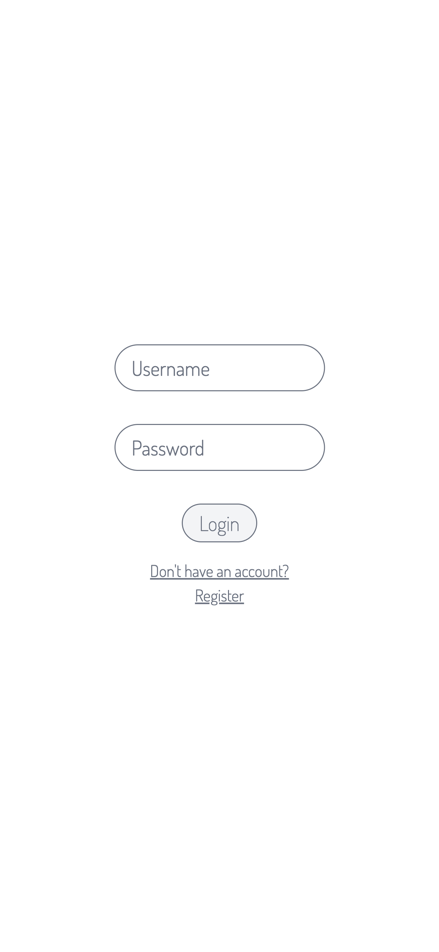 Username
Password
Login
Don't have an account?
Register